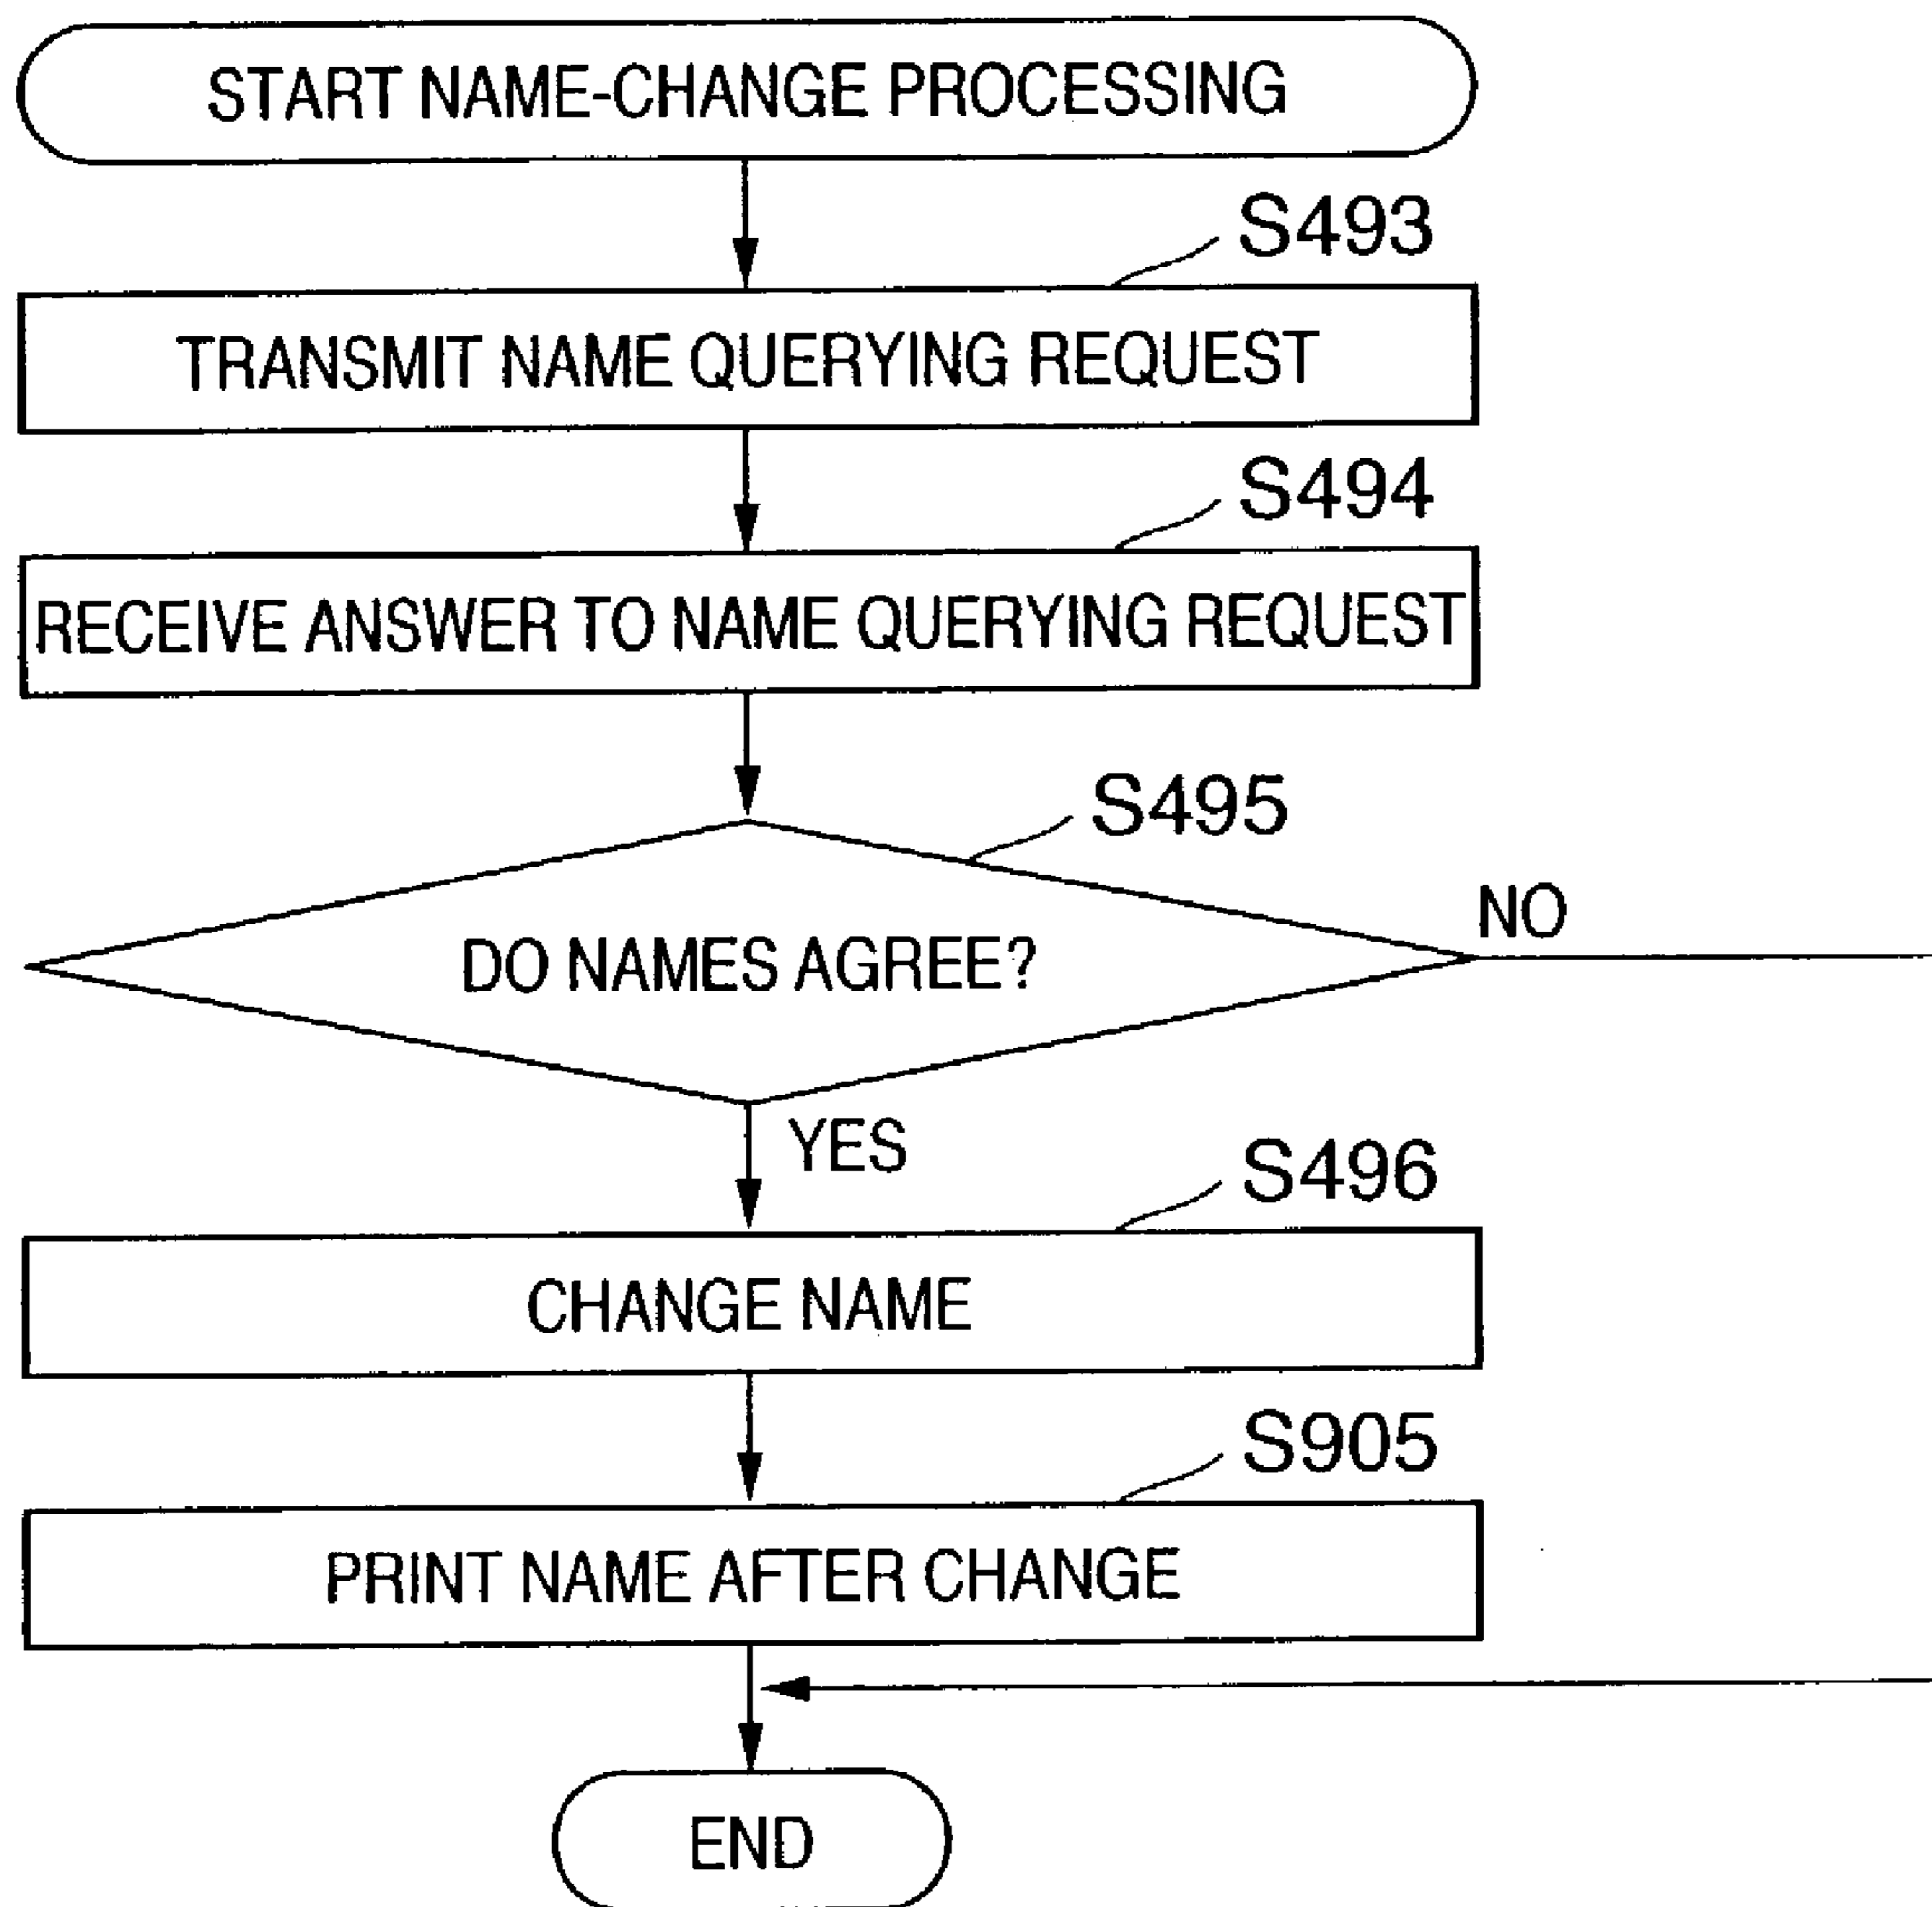 START NAME-CHANGE PROCESSING
S493
TRANSMIT NAME QUERYING REQUEST
S494
RECEIVE ANSWER TO NAME QUERYING REQUEST
S495
DO NAMES AGREE?
NO
YES
S496
CHANGE NAME
S905
PRINT NAME AFTER CHANGE
END